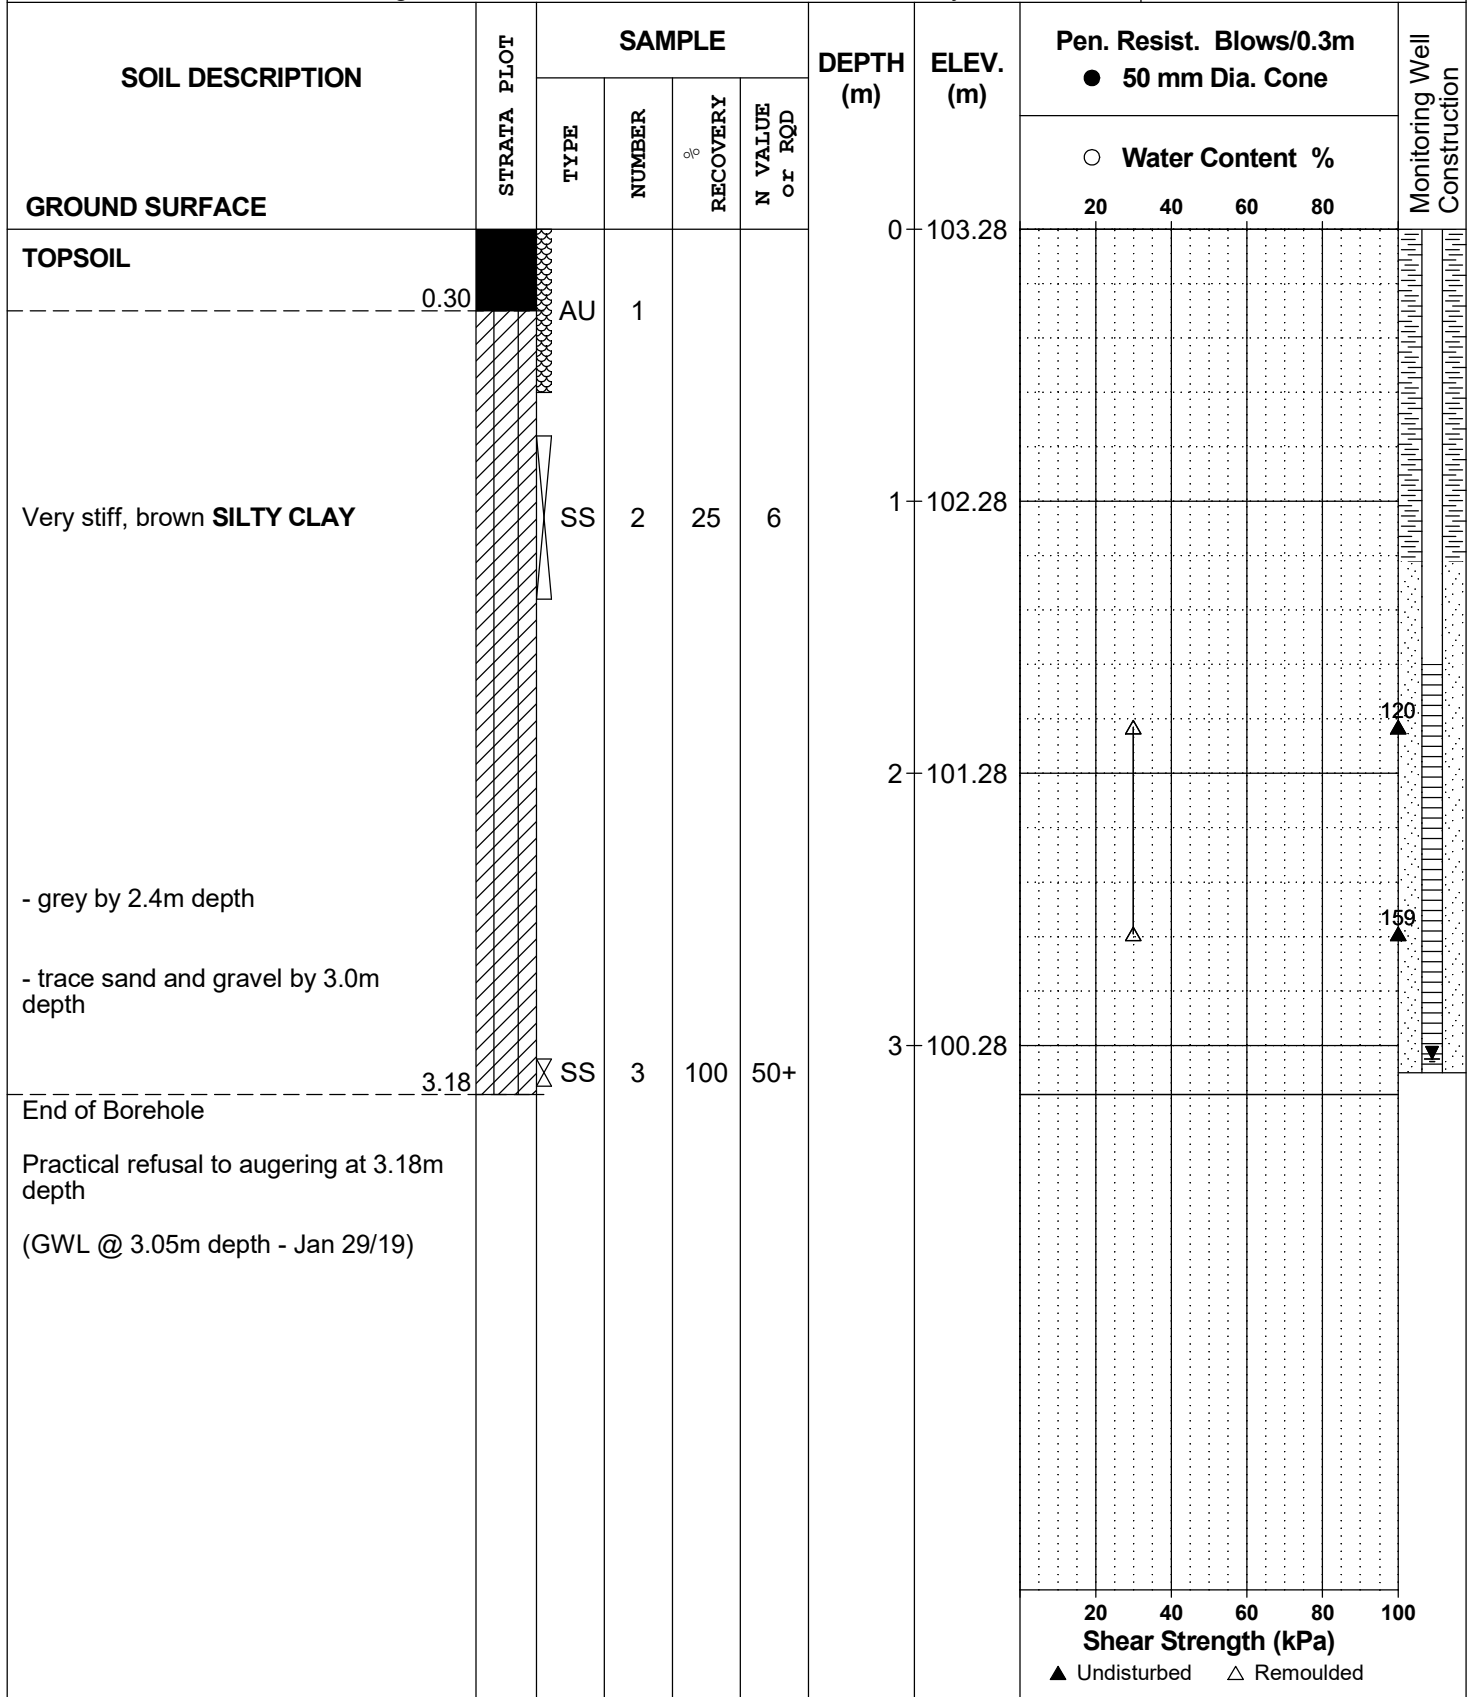 SOIL DESCRIPTION
GROUND SURFACE
STRATA PLOT
SAMPLE
TYPE
NUMBER
%
RECOVERY
N VALUE
or RQD
DEPTH
(m)
ELEV.
(m)
Pen. Resist. Blows/0.3m
● 50 mm Dia. Cone
○ Water Content %
20 40 60 80
Monitoring Well
Construction
0 103.28
TOPSOIL
0.30
AU 1
1 102.28
Very stiff, brown SILTY CLAY
SS 2 25 6
120
2 101.28
- grey by 2.4m depth
159
- trace sand and gravel by 3.0m
depth
3 100.28
SS 3 100 50+
3.18
End of Borehole
Practical refusal to augering at 3.18m
depth
(GWL @ 3.05m depth - Jan 29/19)
20 40 60 80 100
Shear Strength (kPa)
▲ Undisturbed △ Remoulded